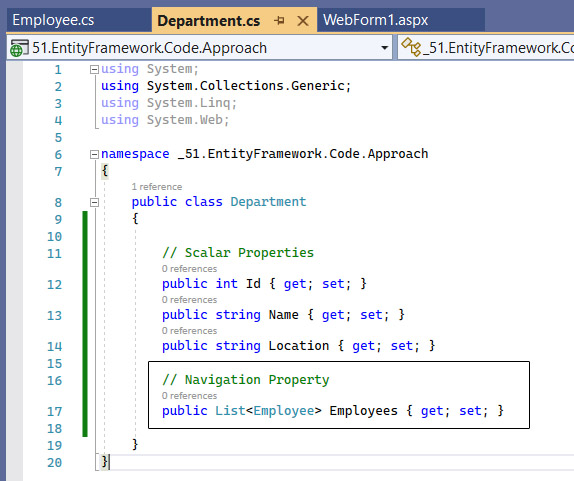 Employee.cs Department.cs WebForm1.aspx
51.EntityFramework.Code.Approach _51.EntityFramework.Co
1 using System;
2 using System.Collections.Generic;
3 using System.Linq;
4 using System.Web;
5
6 namespace _51.EntityFramework.Code.Approach
7 {
1 reference
8 public class Department
9 {
10
11 // Scalar Properties
0 references
12 public int Id { get; set; }
0 references
13 public string Name { get; set; }
0 references
14 public string Location { get; set; }
15
16 // Navigation Property
0 references
17 public List<Employee> Employees { get; set; }
18
19 }
20 }